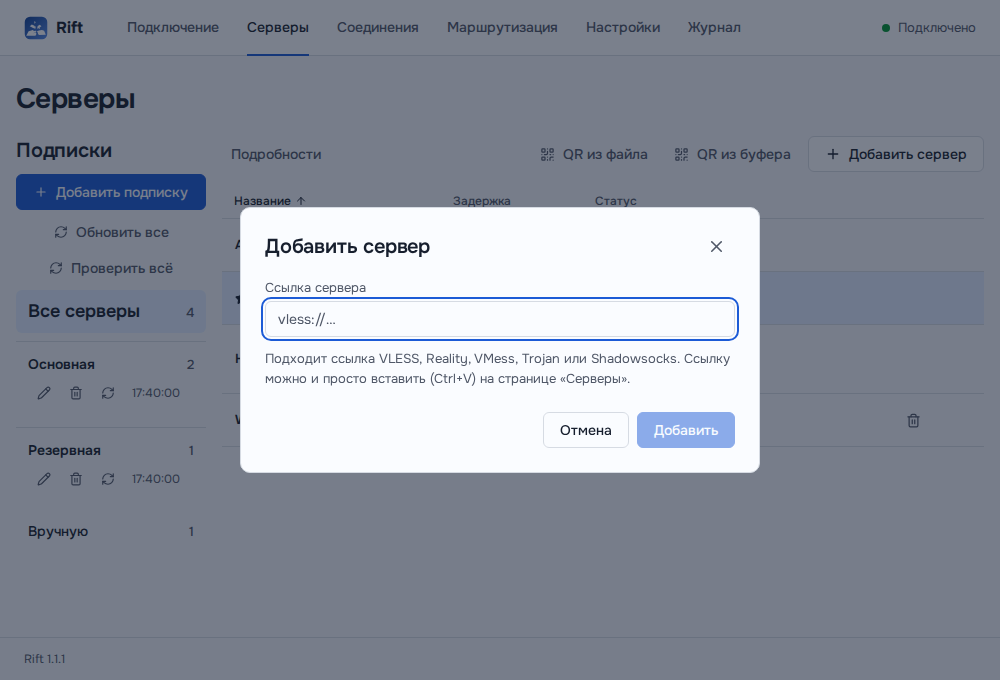 Rift
Подключение
Серверы
Соединения
Маршрутизация
Настройки
Журнал
Подключено
Серверы
Подписки
Добавить подписку
Обновить все
Проверить всё
Все серверы 4
Основная 2
17:40:00
Резервная 1
17:40:00
Вручную 1
Подробности
QR из файла
QR из буфера
Добавить сервер
Название ↑
Задержка
Статус
Добавить сервер
Ссылка сервера
vless://...
Подходит ссылка VLESS, Reality, VMess, Trojan или Shadowsocks. Ссылку
можно и просто вставить (Ctrl+V) на странице «Серверы».
Отмена
Добавить
Rift 1.1.1